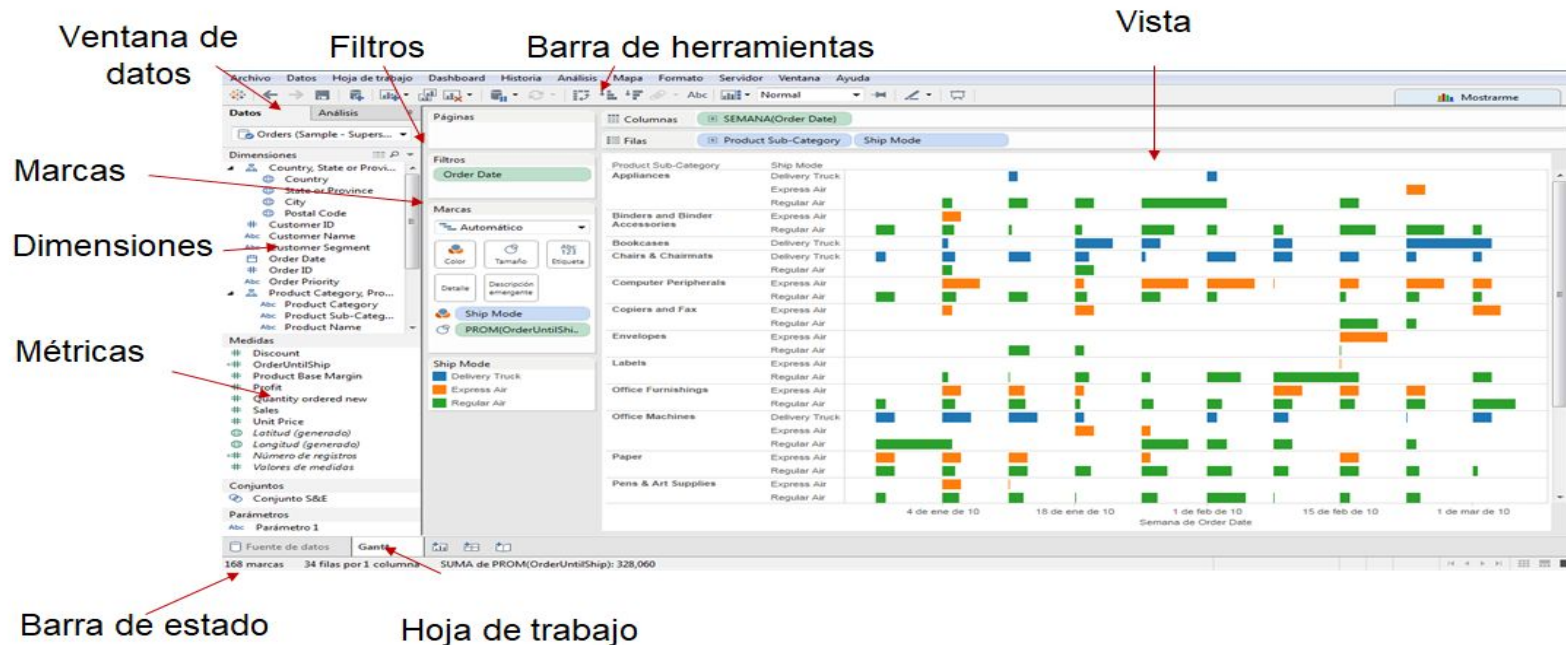 Ventana de
datos
Filtros
Barra de herramientas
Vista
Marcas
Dimensiones
Métricas
Barra de estado
Hoja de trabajo
Archivo Datos Hoja de trabajo Dashboard Historia Análisis Mapa Formato Servidor Ventana Ayuda
Abc Normal Mostrarme
Datos Análisis
Orders (Sample - Supers...
Dimensiones
Country, State or Provi...
Country
State or Province
City
Postal Code
Customer ID
Abc Customer Name
Abc Customer Segment
Order Date
Order ID
Abc Order Priority
Product Category, Pro...
Abc Product Category
Abc Product Sub-Categ...
Abc Product Name
Medidas
Discount
OrderUntilShip
Product Base Margin
Profit
Quantity ordered new
Sales
Unit Price
Latitud (generado)
Longitud (generado)
Número de registros
Valores de medidas
Conjuntos
Conjunto S&E
Parámetros
Abc Parámetro 1
Páginas
Filtros
Order Date
Marcas
Automático
Color Tamaño Abc 123 Etiqueta
Detalle Descripción emergente
Ship Mode
PROM(OrderUntilShi..
Ship Mode
Delivery Truck
Express Air
Regular Air
Columnas SEMANA(Order Date)
Filas Product Sub-Category Ship Mode
Product Sub-Category Ship Mode
Appliances Delivery Truck
Express Air
Regular Air
Binders and Binder Accessories Express Air
Regular Air
Bookcases Delivery Truck
Chairs & Chairmats Delivery Truck
Regular Air
Computer Peripherals Express Air
Regular Air
Copiers and Fax Express Air
Regular Air
Envelopes Express Air
Regular Air
Labels Express Air
Regular Air
Office Furnishings Express Air
Regular Air
Office Machines Delivery Truck
Express Air
Regular Air
Paper Express Air
Regular Air
Pens & Art Supplies Express Air
Regular Air
4 de ene de 10 18 de ene de 10 1 de feb de 10 15 de feb de 10 1 de mar de 10
Semana de Order Date
Fuente de datos Gantt
168 marcas 34 filas por 1 columna SUMA de PROM(OrderUntilShip): 328,060